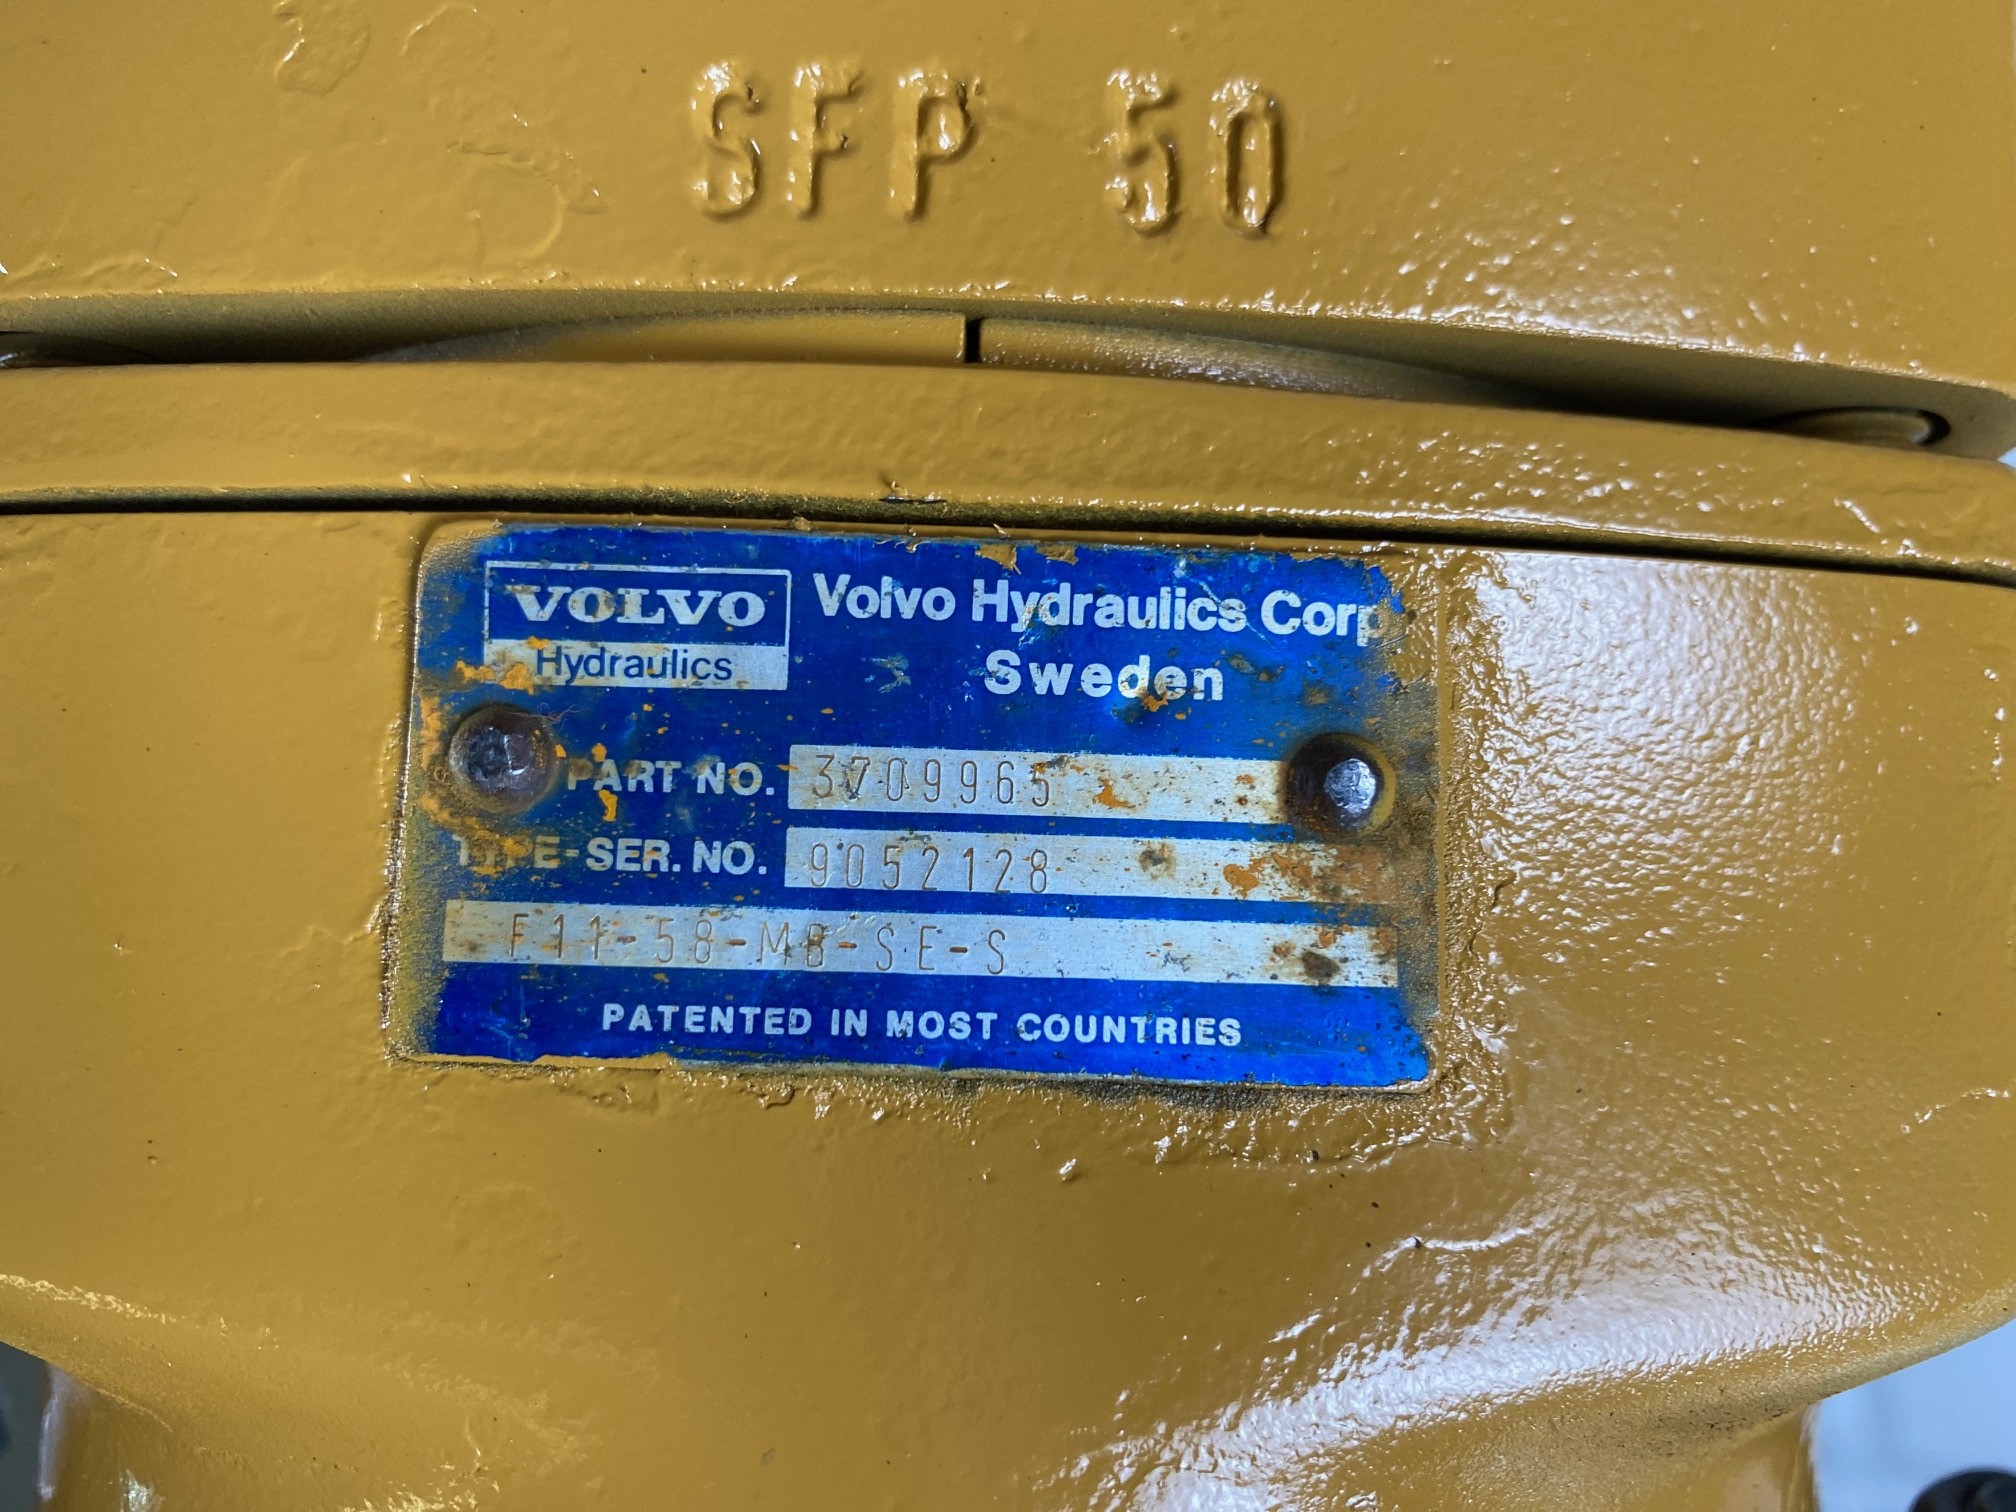 SFP 50
VOLVO
Hydraulics
Volvo Hydraulics Corp
Sweden
PART NO. 3709965
TYPE-SER. NO. 9052128
F11-58-MB-SE-S
PATENTED IN MOST COUNTRIES